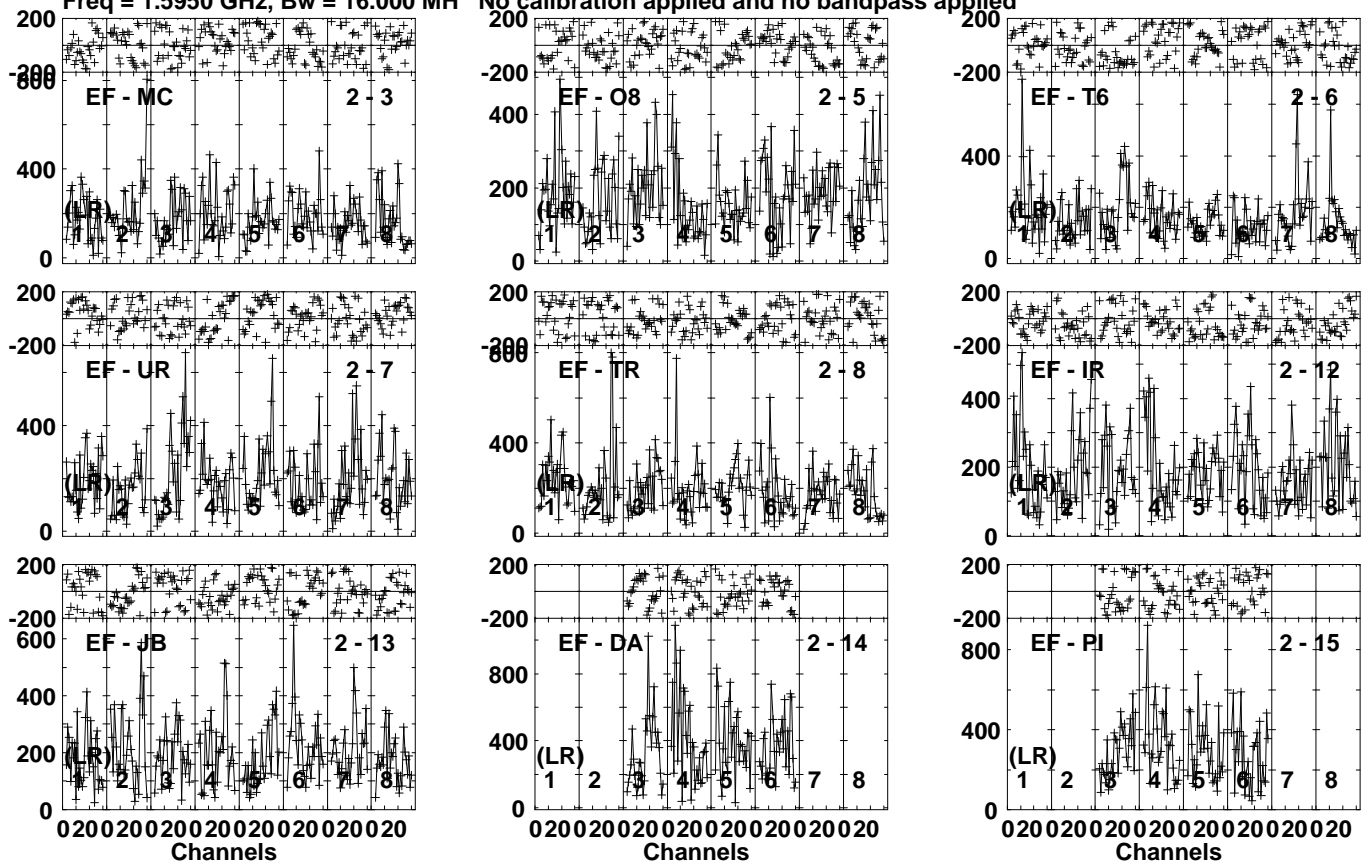 Freq = 1.5950 GHz, Bw = 16.000 MH No calibration applied and no bandpass applied
200 200 200
-200 -200 -200
800 EF - MC 2 - 3 EF - O8 2 - 5 EF - T6 2 - 6
400 400 400
200
(LR) (LR) (LR)
1 2 3 4 5 6 7 8 1 2 3 4 5 6 7 8 1 2 3 4 5 6 7 8
0 0 0
200 200 200
-200 -200 -200
EF - UR 2 - 7 800 EF - TR 2 - 8 EF - IR 2 - 12
400 400 400
200
(LR) (LR) (LR)
1 2 3 4 5 6 7 8 1 2 3 4 5 6 7 8 1 2 3 4 5 6 7 8
0 0 0
200 200 200
-200 -200 -200
600 EF - JB 2 - 13 EF - DA 2 - 14 800 EF - PI 2 - 15
400 800 400
200 400
(LR) (LR) (LR)
1 2 3 4 5 6 7 8 1 2 3 4 5 6 7 8 1 2 3 4 5 6 7 8
0 0 0
0 20 0 20 0 20 0 20 0 20 0 20 0 20 0 20 0 20 0 20 0 20 0 20 0 20 0 20 0 20 0 20 0 20 0 20 0 20 0 20 0 20 0 20 0 20 0 20
Channels Channels Channels